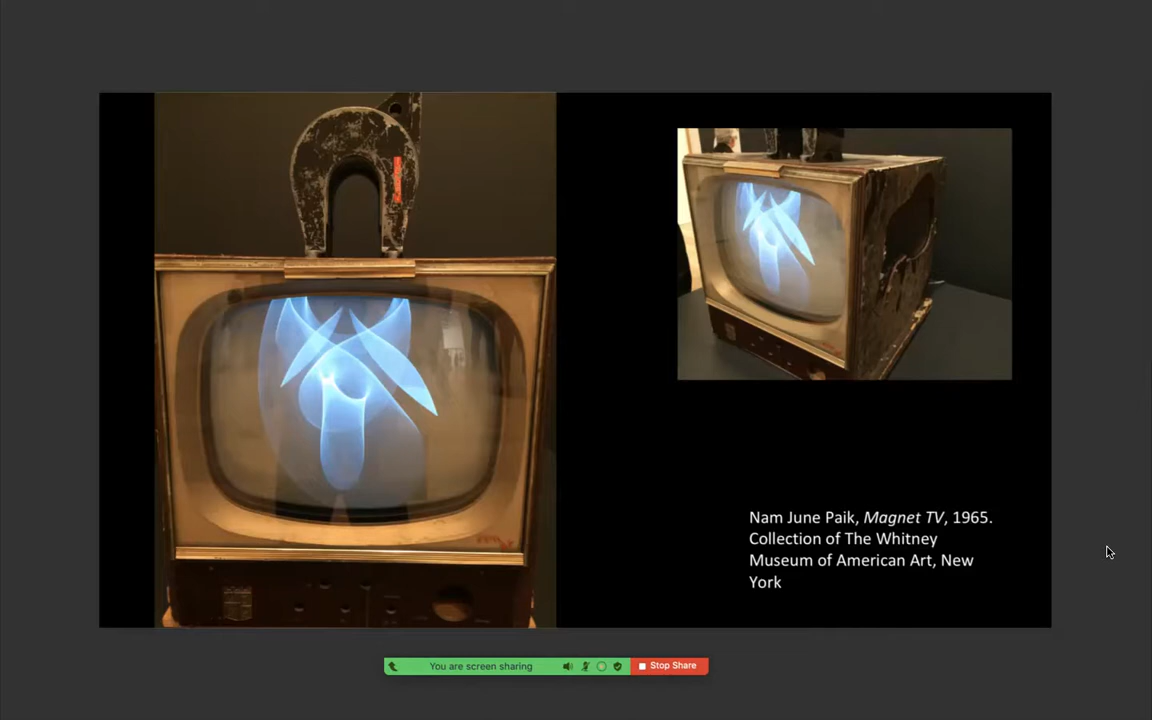 Nam June Paik, Magnet TV, 1965.
Collection of The Whitney
Museum of American Art, New
York
You are screen sharing
Stop Share